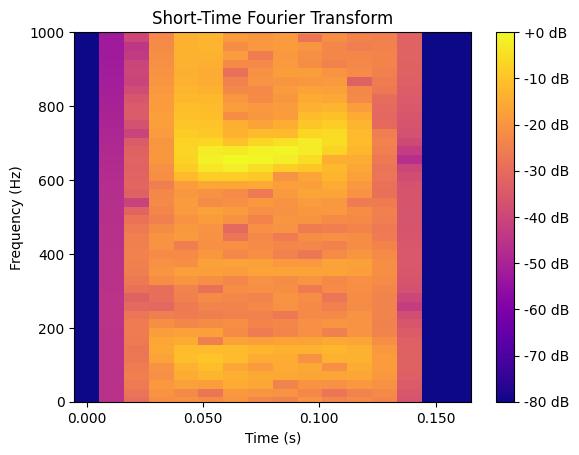 Short-Time Fourier Transform
1000
800
600
400
200
0
Frequency (Hz)
0.000
0.050
0.100
0.150
Time (s)
+0 dB
-10 dB
-20 dB
-30 dB
-40 dB
-50 dB
-60 dB
-70 dB
-80 dB